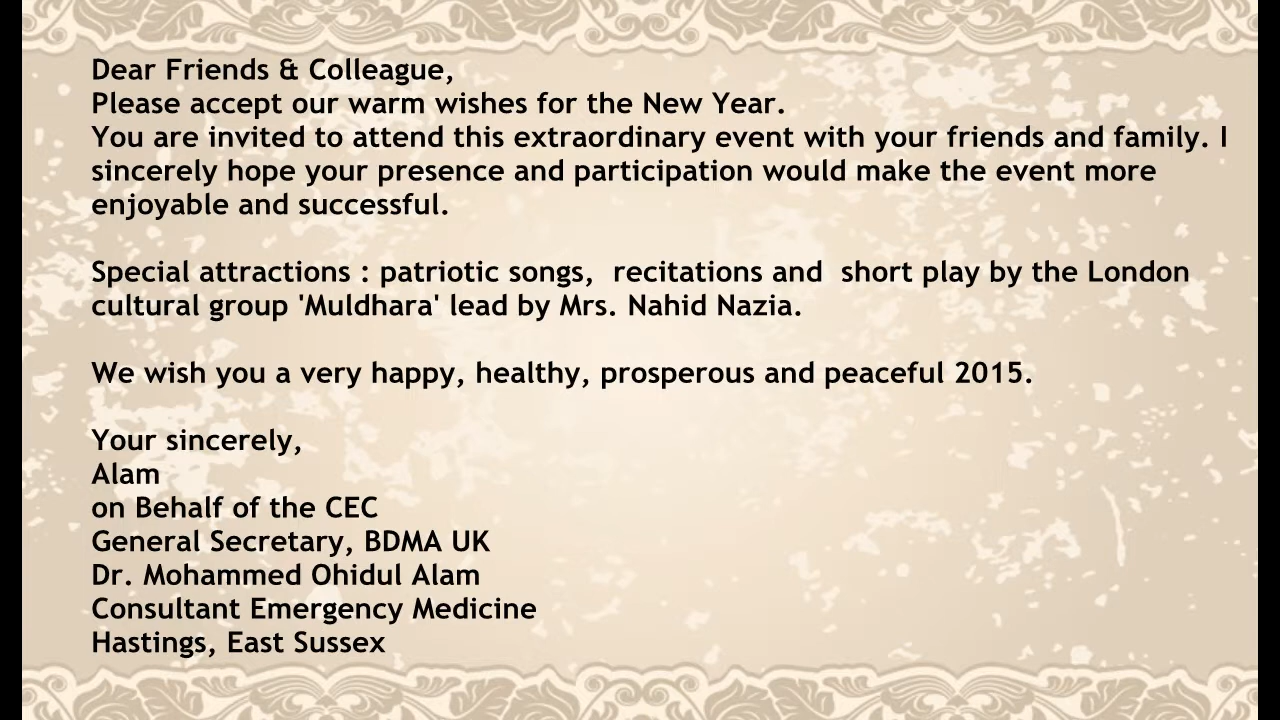 Dear Friends & Colleague,
Please accept our warm wishes for the New Year.
You are invited to attend this extraordinary event with your friends and family. I
sincerely hope your presence and participation would make the event more
enjoyable and successful.
Special attractions : patriotic songs,  recitations and  short play by the London
cultural group 'Muldhara' lead by Mrs. Nahid Nazia.
We wish you a very happy, healthy, prosperous and peaceful 2015.
Your sincerely,
Alam
on Behalf of the CEC
General Secretary, BDMA UK
Dr. Mohammed Ohidul Alam
Consultant Emergency Medicine
Hastings, East Sussex